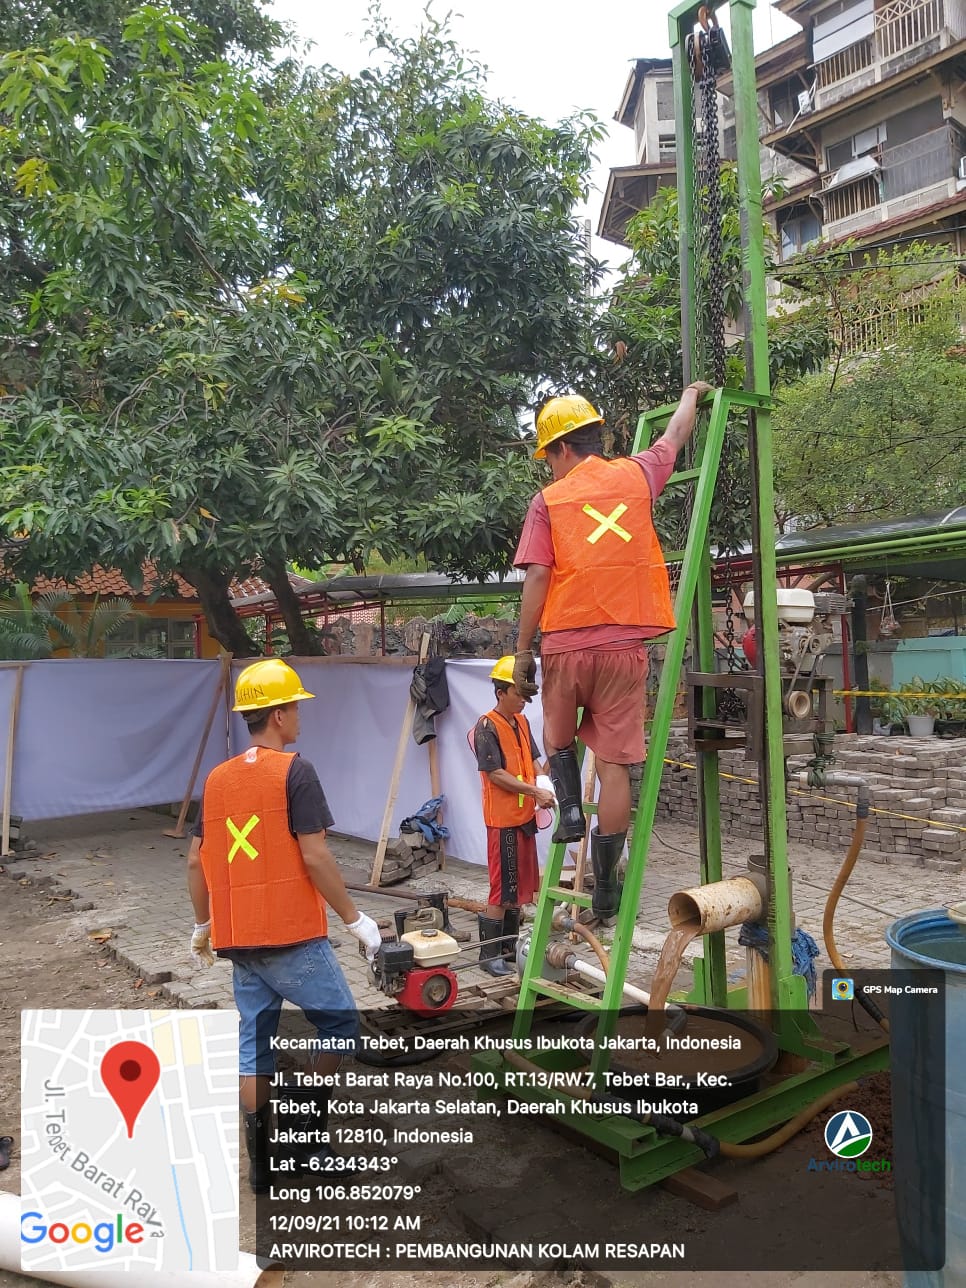 GPS Map Camera
Kecamatan Tebet, Daerah Khusus Ibukota Jakarta, Indonesia
Jl. Tebet Barat Raya No.100, RT.13/RW.7, Tebet Bar., Kec.
Tebet, Kota Jakarta Selatan, Daerah Khusus Ibukota
Jakarta 12810, Indonesia
Lat -6.234343°
Long 106.852079°
12/09/21 10:12 AM
ARVIROTECH : PEMBANGUNAN KOLAM RESAPAN
Arvirotech
Jl. Tebet Barat Raya
Google